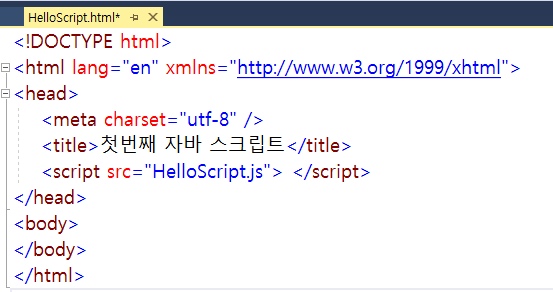 HelloScript.html*
<!DOCTYPE html>
<html lang="en" xmlns="http://www.w3.org/1999/xhtml">
<head>
<meta charset="utf-8" />
<title>첫번째 자바 스크립트</title>
<script src="HelloScript.js"> </script>
</head>
<body>
</body>
</html>